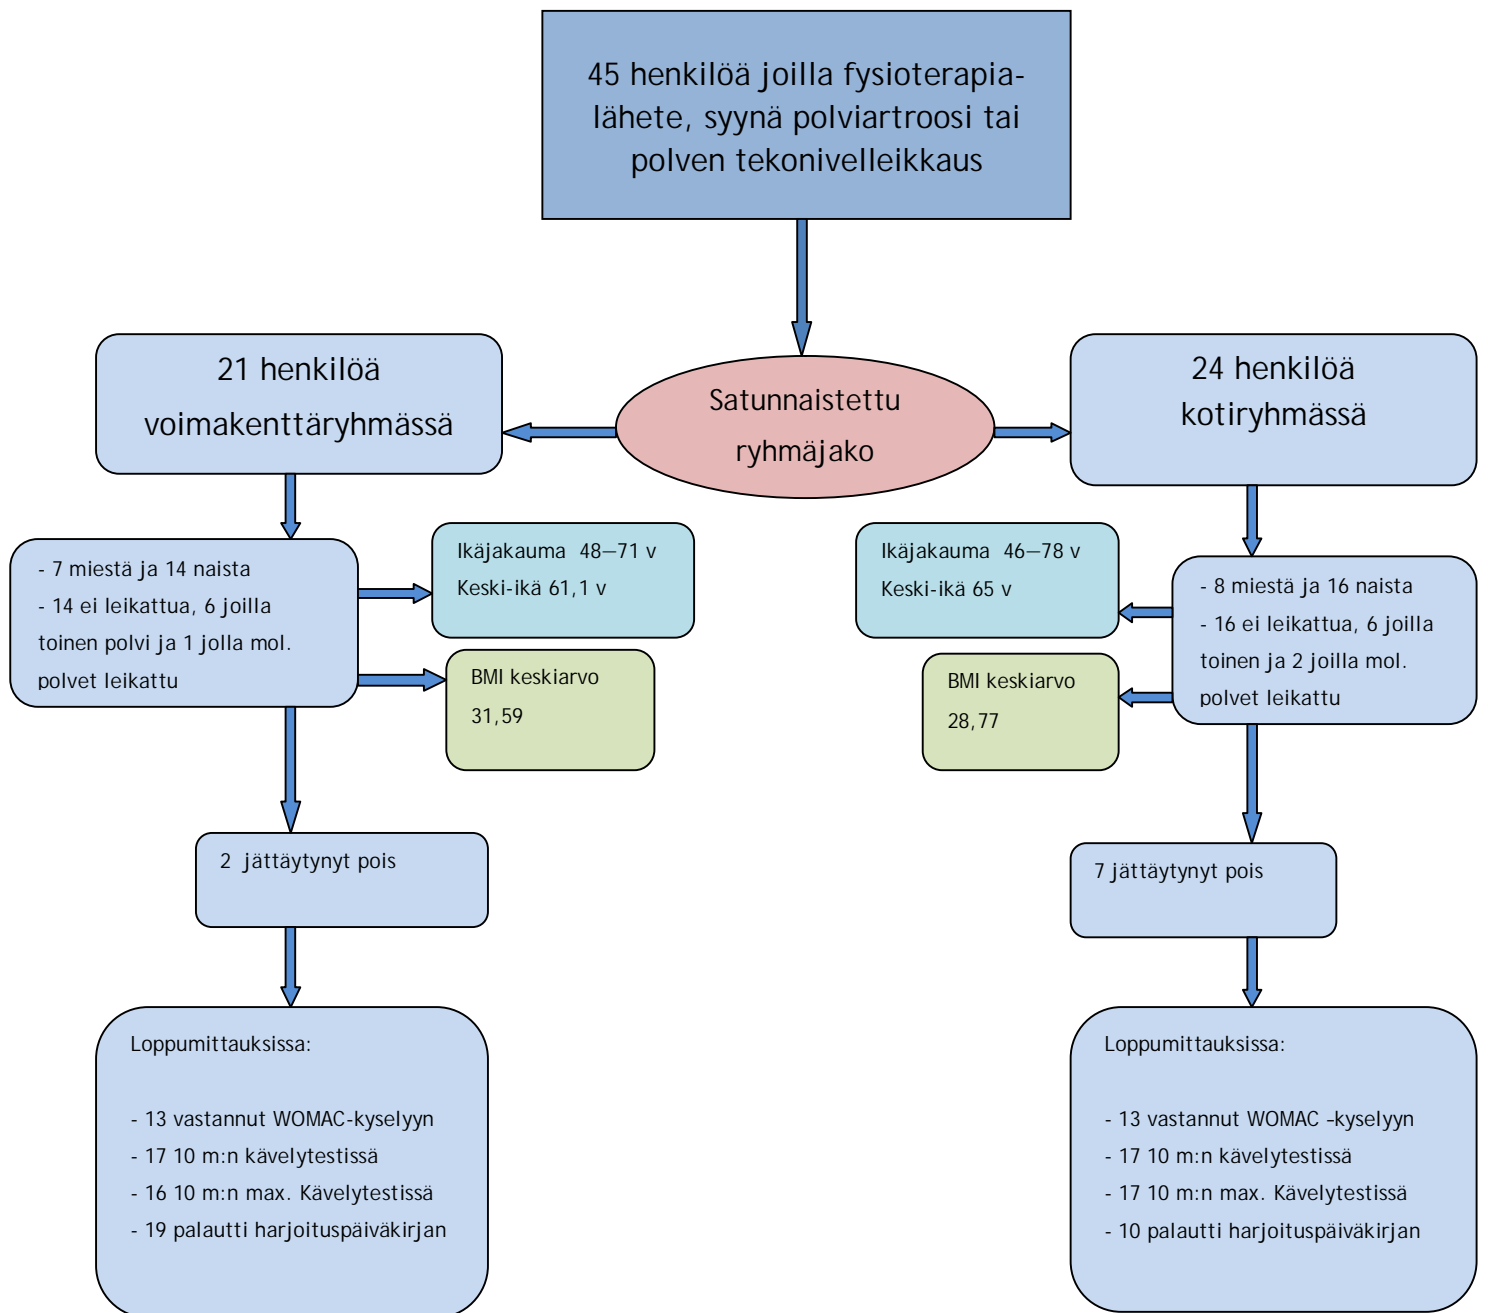 45 henkilöä joilla fysioterapia-
lähete, syynä polviartroosi tai
polven tekonivelleikkaus
Satunnaistettu
ryhmäjako
21 henkilöä
voimakenttäryhmässä
- 7 miestä ja 14 naista
- 14 ei leikattua, 6 joilla
toinen polvi ja 1 jolla mol.
polvet leikattu
Ikäjakauma 48–71 v
Keski-ikä 61,1 v
BMI keskiarvo
31,59
2 jättäytynyt pois
Loppumittauksissa:
- 13 vastannut WOMAC-kyselyyn
- 17 10 m:n kävelytestissä
- 16 10 m:n max. Kävelytestissä
- 19 palautti harjoituspäiväkirjan
24 henkilöä
kotiryhmässä
Ikäjakauma 46–78 v
Keski-ikä 65 v
BMI keskiarvo
28,77
- 8 miestä ja 16 naista
- 16 ei leikattua, 6 joilla
toinen ja 2 joilla mol.
polvet leikattu
7 jättäytynyt pois
Loppumittauksissa:
- 13 vastannut WOMAC –kyselyyn
- 17 10 m:n kävelytestissä
- 17 10 m:n max. Kävelytestissä
- 10 palautti harjoituspäiväkirjan